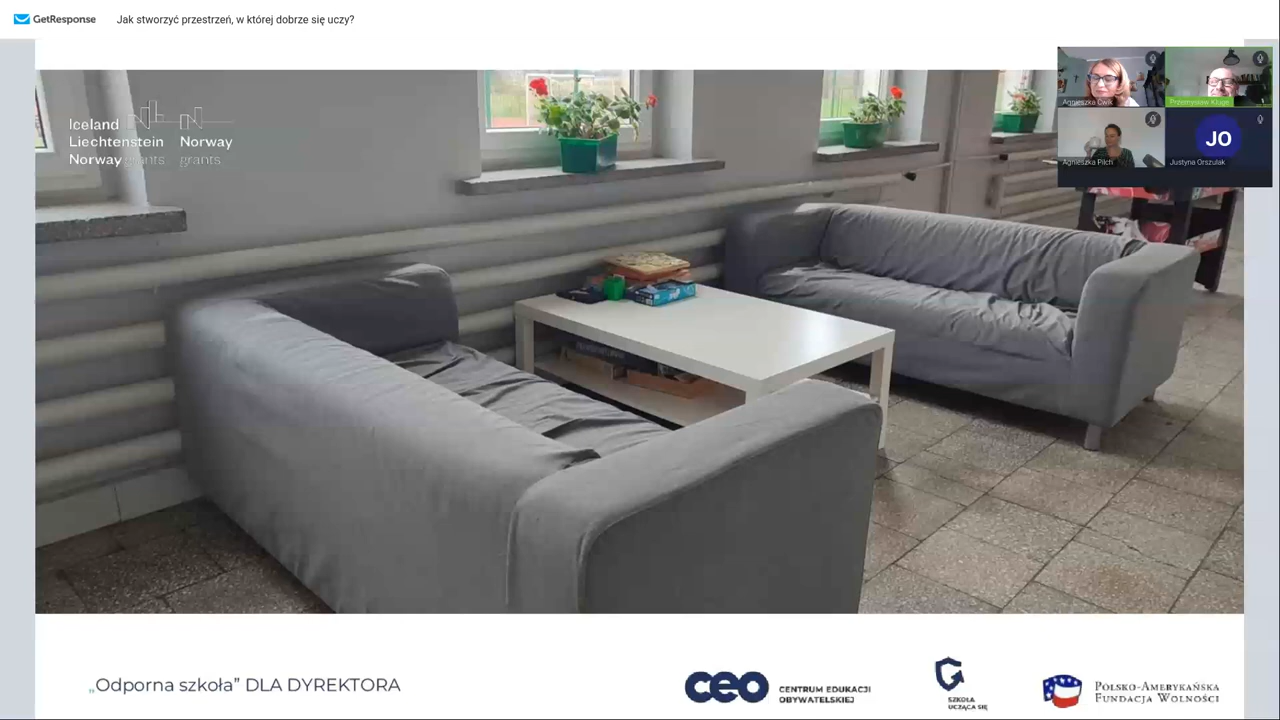 GetResponse
Jak stworzyć przestrzeń, w której dobrze się uczy?
Iceland
Liechtenstein
Norway grants
Norway
grants
Agnieszka Ćwik
Przemysław Kluge
JO
Agnieszka Pilch
Justyna Orszulak
„Odporna szkoła” DLA DYREKTORA
ceo
CENTRUM EDUKACJI
OBYWATELSKIEJ
SZKOŁA
UCZĄCA SIĘ
POLSKO-AMERYKAŃSKA
FUNDACJA WOLNOŚCI